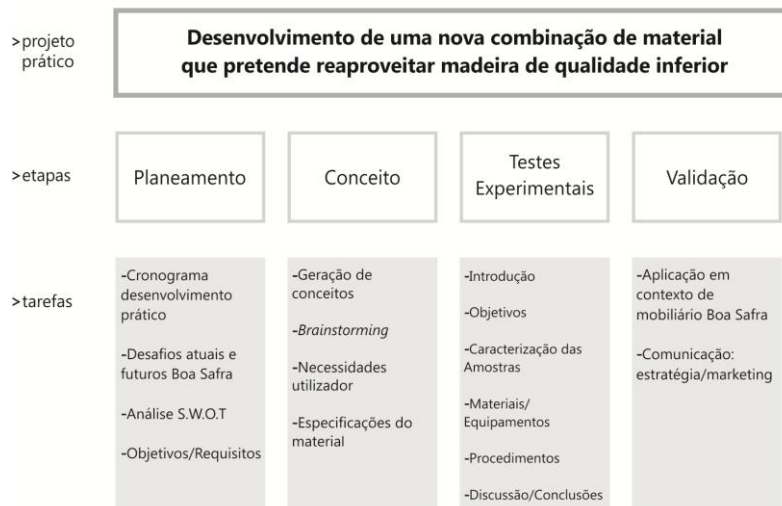 >projeto
prático
Desenvolvimento de uma nova combinação de material
que pretende reaproveitar madeira de qualidade inferior
>etapas
Planeamento
Conceito
Testes
Experimentais
Validação
>tarefas
-Cronograma
desenvolvimento
prático
-Desafios atuais e
futuros Boa Safra
-Análise S.W.O.T
-Objetivos/Requisitos
-Geração de
conceitos
-Brainstorming
-Necessidades
utilizador
-Especificações do
material
-Introdução
-Objetivos
-Caracterização das
Amostras
-Materiais/
Equipamentos
-Procedimentos
-Discussão/Conclusões
-Aplicação em
contexto de
mobiliário Boa Safra
-Comunicação:
estratégia/marketing